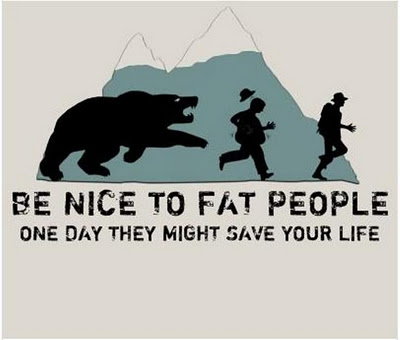 BE NICE TO FAT PEOPLE
ONE DAY THEY MIGHT SAVE YOUR LIFE